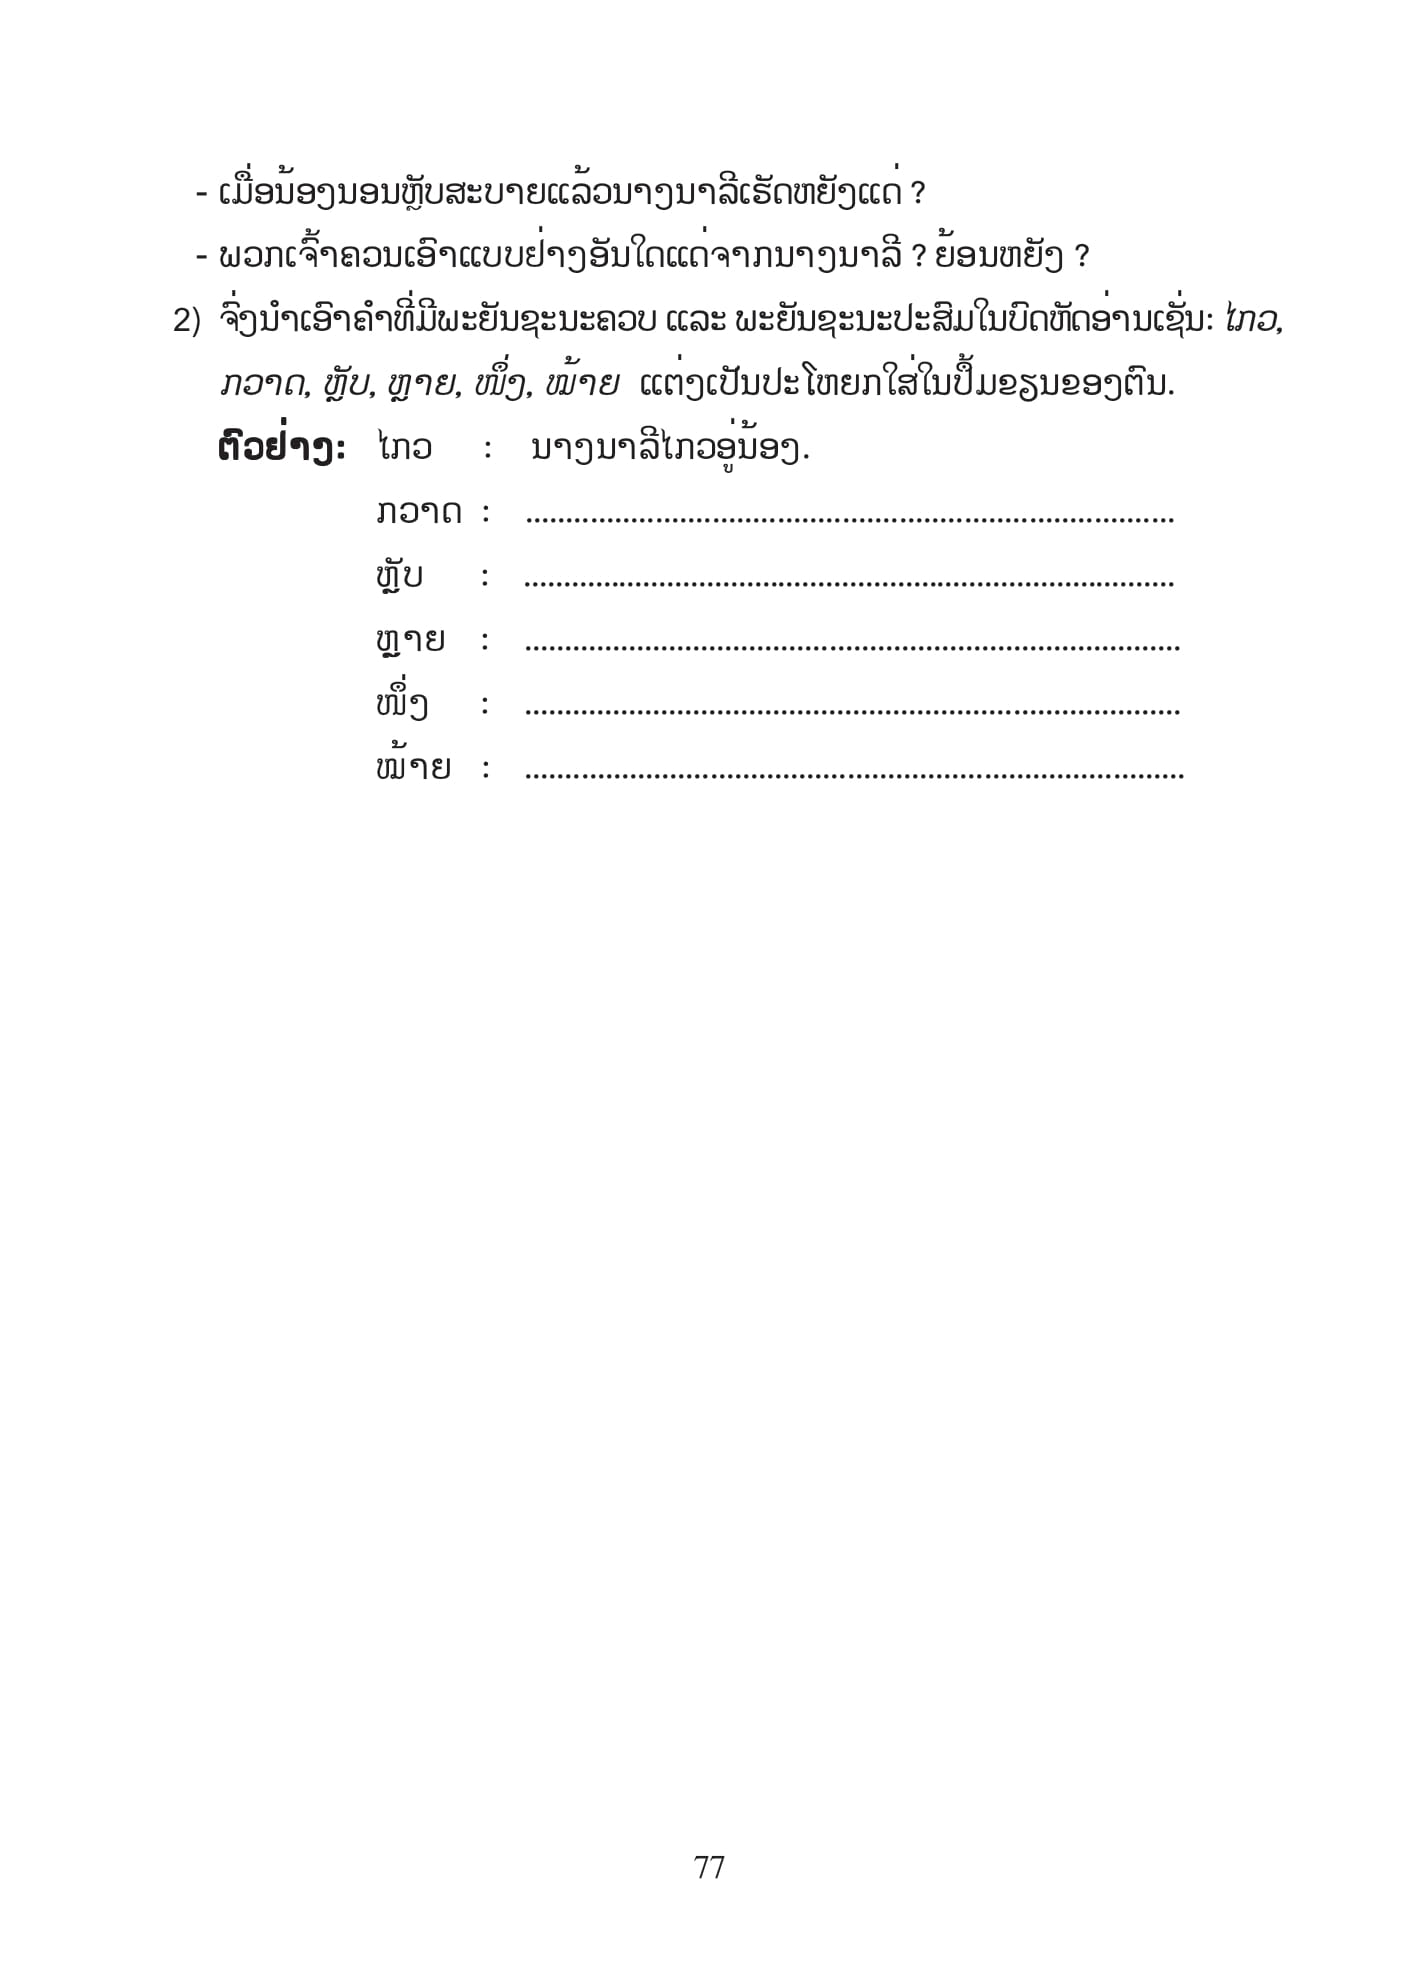 - ເມື່ອນ້ອງນອນຫຼັບສະບາຍແລ້ວນາງນາລີເຮັດຫຍັງແດ່ ?
- ພວກເຈົ້າຄວນເອົາແບບຢ່າງອັນໃດແດ່ຈາກນາງນາລີ ? ຍ້ອນຫຍັງ ?
2) ຈົ່ງນຳເອົາຄຳທີ່ມີພະຍັນຊະນະຄວບ ແລະ ພະຍັນຊະນະປະສົມໃນບົດຫັດອ່ານເຊັ່ນ: ໄກວ,
ກວາດ, ຫຼັບ, ຫຼາຍ, ໜຶ່ງ, ໝ້າຍ ແຕ່ງເປັນປະໂຫຍກໃສ່ໃນປຶ້ມຂຽນຂອງຕົນ.
ຕົວຢ່າງ: ໄກວ : ນາງນາລີໄກວອູ່ນ້ອງ.
ກວາດ : ................................................................................
ຫຼັບ : ................................................................................
ຫຼາຍ : ................................................................................
ໜຶ່ງ : ................................................................................
ໝ້າຍ : ................................................................................
77